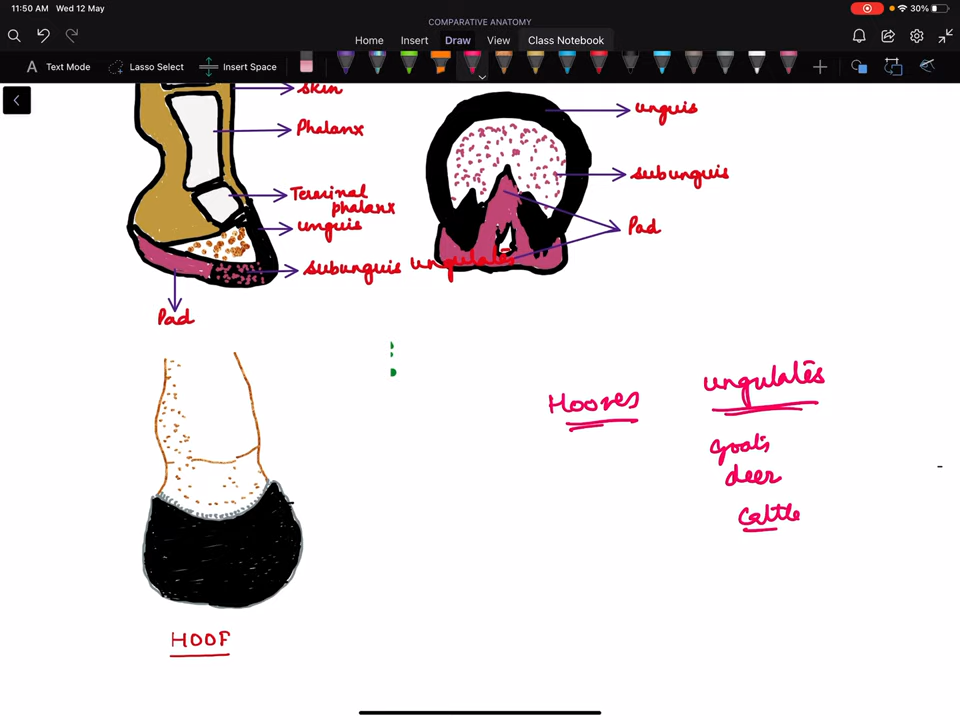 11:50 AM Wed 12 May
30%
COMPARATIVE ANATOMY
Home Insert Draw View Class Notebook
Text Mode Lasso Select Insert Space
skin
Phalanx
Terminal phalanx
unguis
subunguis ungulates
Pad
unguis
subunguis
Pad
Hooves
ungulates
goats
deer
cattle
HOOF